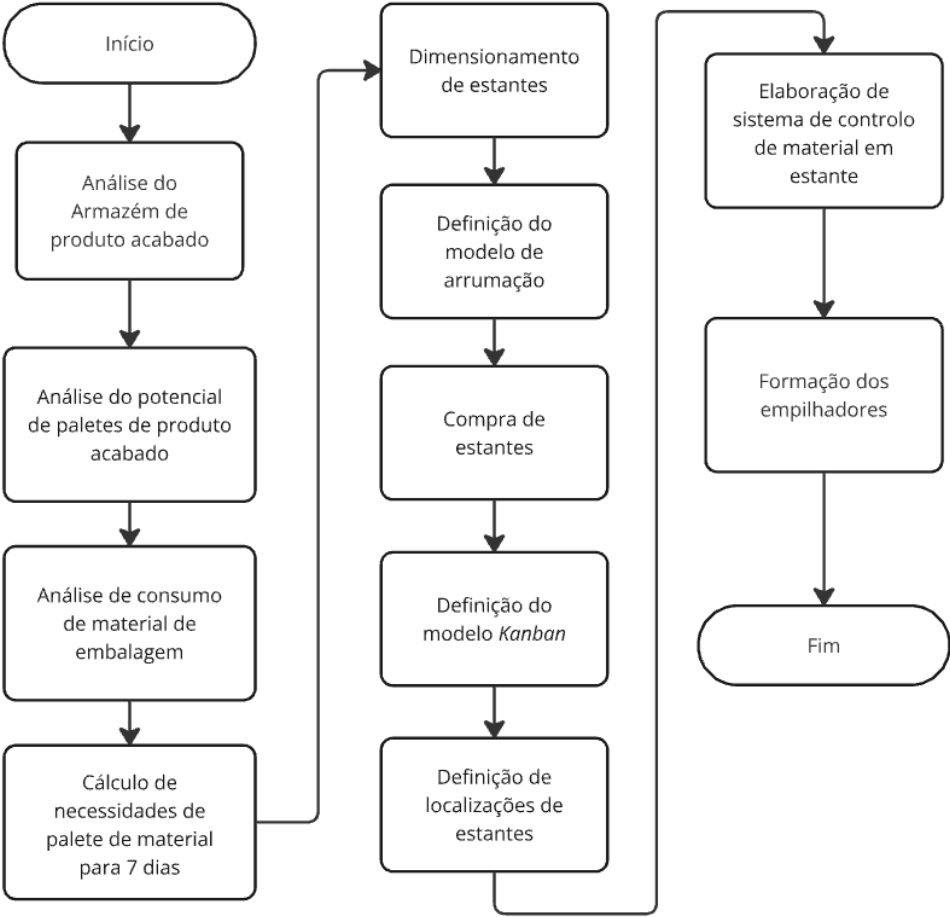 Início
Análise do
Armazém de
produto acabado
Análise do potencial
de paletes de produto
acabado
Análise de consumo
de material de
embalagem
Cálculo de
necessidades de
palete de material
para 7 dias
Dimensionamento
de estantes
Definição do
modelo de
arrumação
Compra de
estantes
Definição do
modelo Kanban
Definição de
localizações de
estantes
Elaboração de
sistema de controlo
de material em
estante
Formação dos
empilhadores
Fim